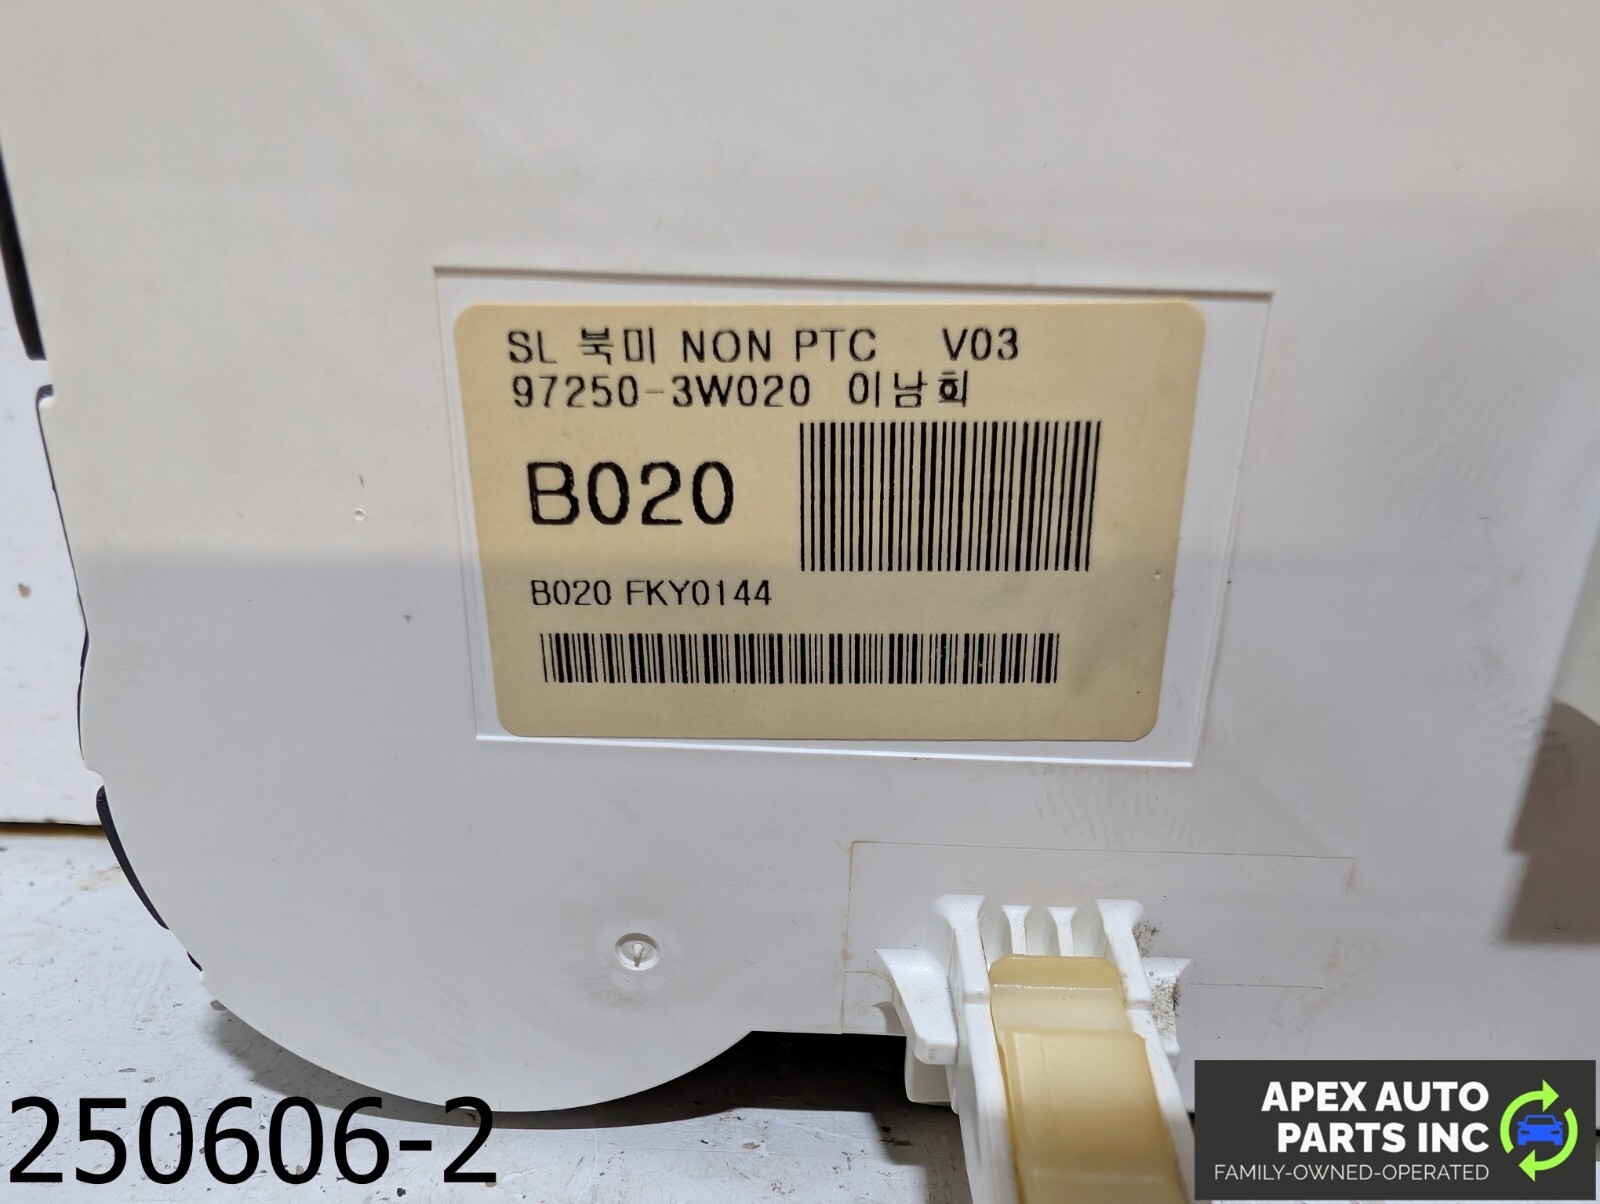 SL 북미 NON PTC V03
97250-3W020 이남희
B020
B020 FKY0144
250606-2
APEX AUTO
PARTS INC
FAMILY-OWNED-OPERATED